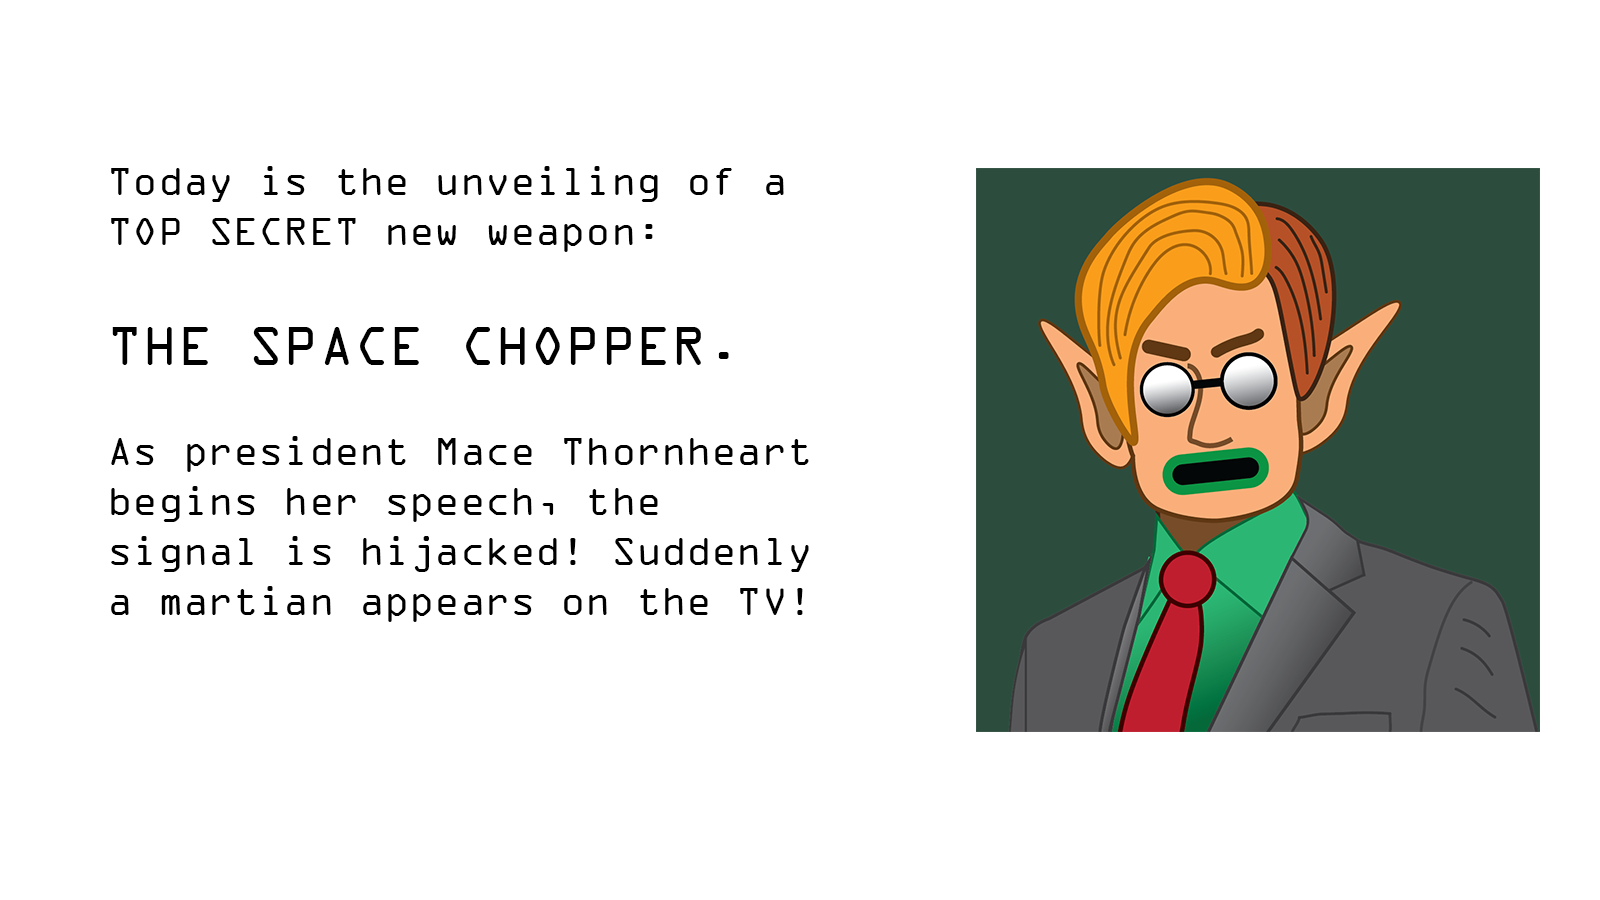 Today is the unveiling of a
TOP SECRET new weapon:
THE SPACE CHOPPER.
As president Mace Thornheart
begins her speech, the
signal is hijacked! Suddenly
a martian appears on the TV!